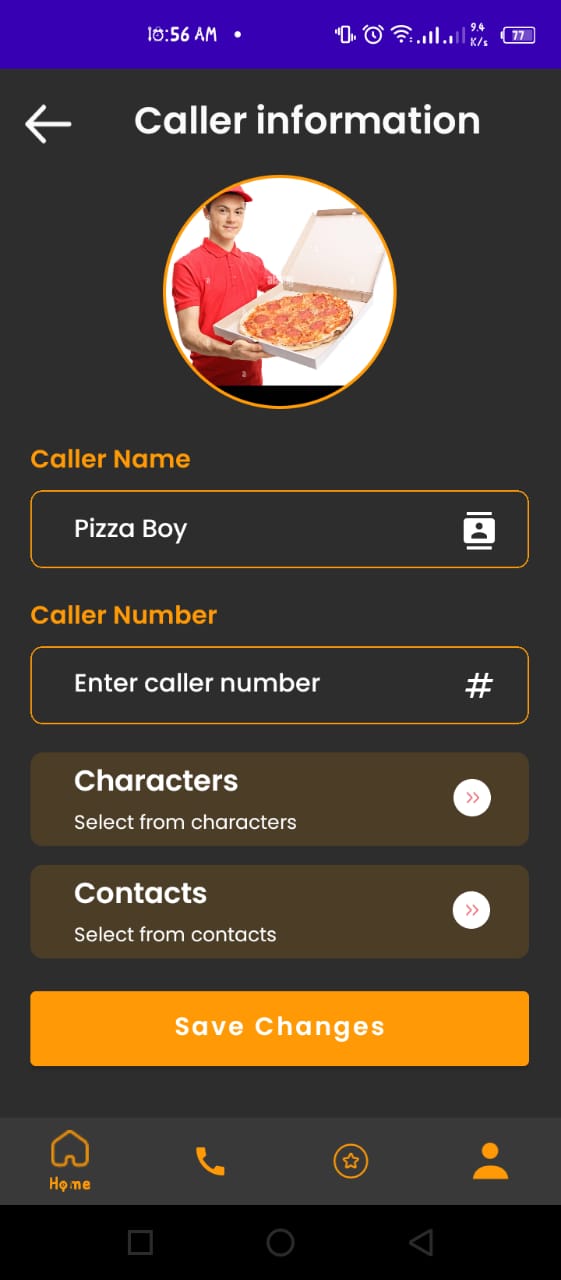 10:56 AM
9.4
K/s
77
Caller information
a
alamy
a
Caller Name
Pizza Boy
Caller Number
Enter caller number
#
Characters
Select from characters
Contacts
Select from contacts
Save Changes
Home